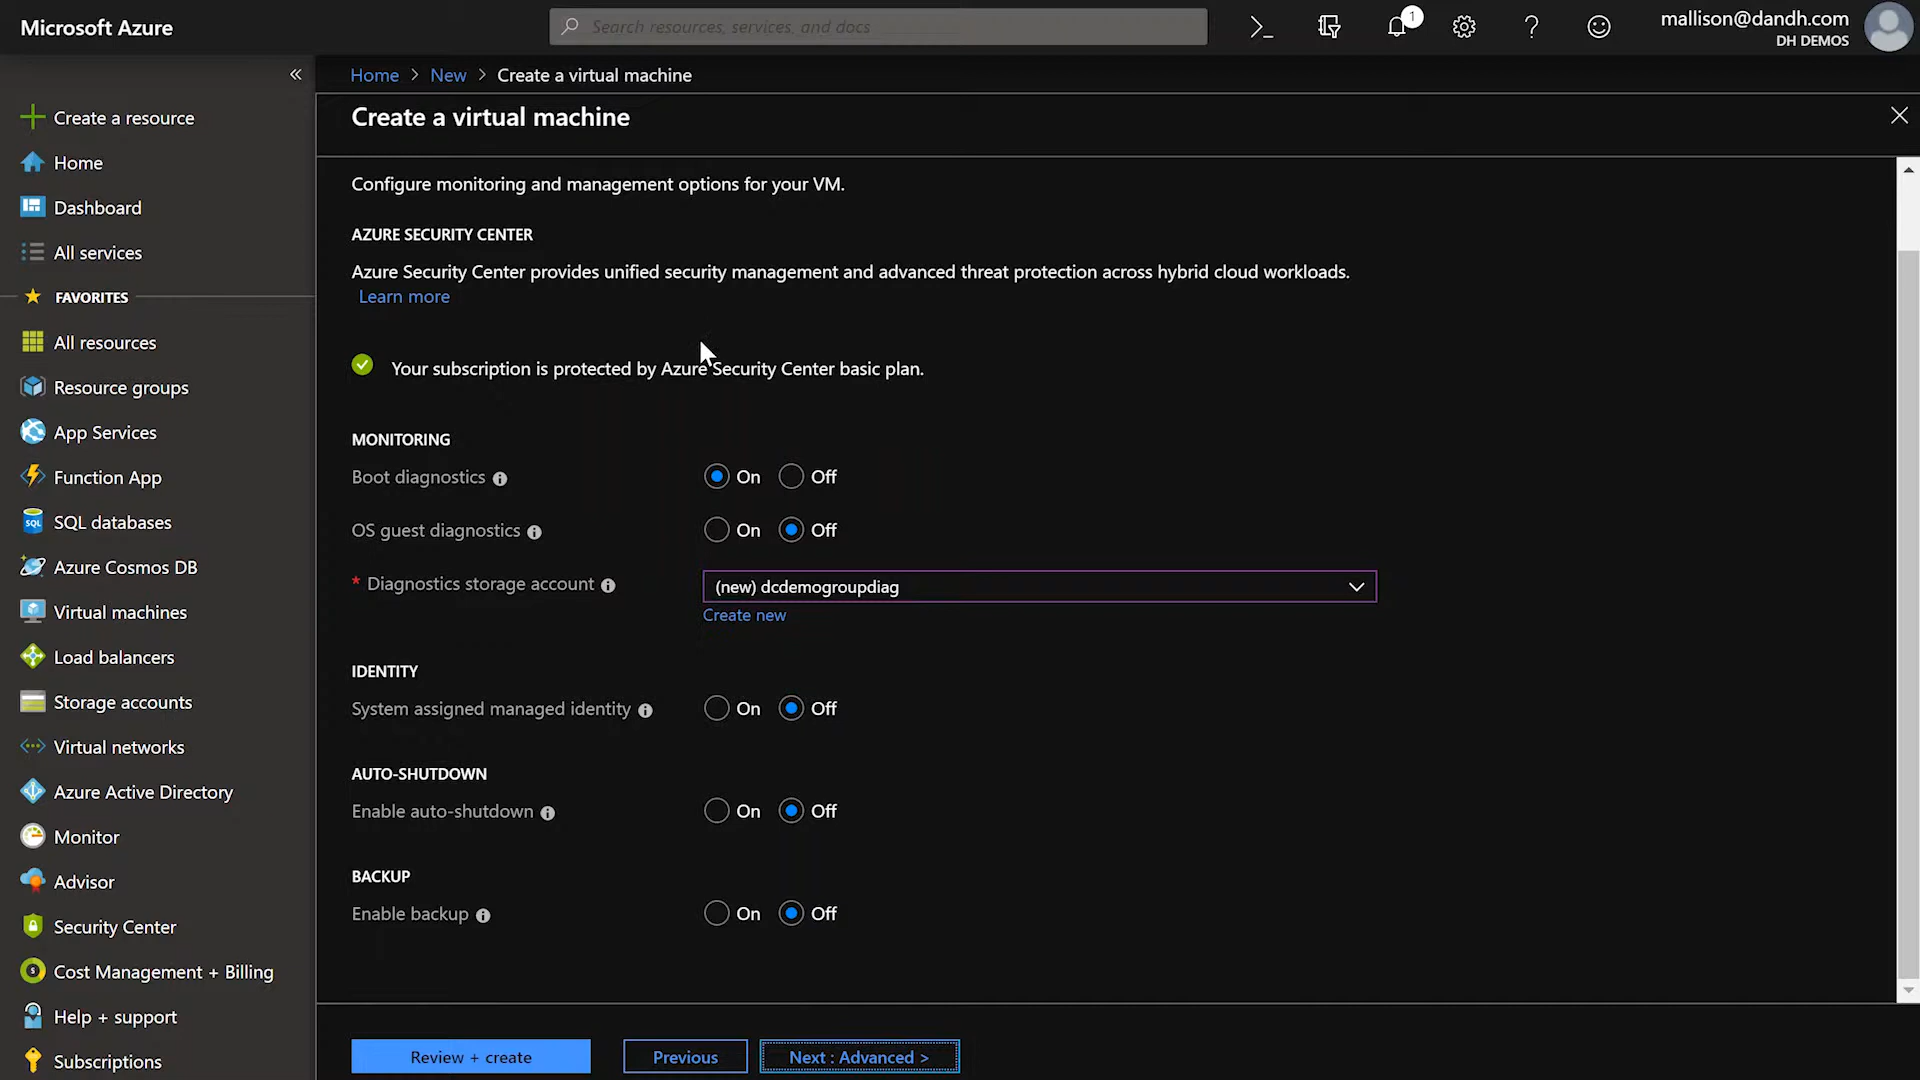 Microsoft Azure
Search resources, services, and docs
1
mallison@dandh.com
DH DEMOS
«
Home > New > Create a virtual machine
Create a resource
Home
Dashboard
All services
FAVORITES
All resources
Resource groups
App Services
Function App
SQL databases
Azure Cosmos DB
Virtual machines
Load balancers
Storage accounts
Virtual networks
Azure Active Directory
Monitor
Advisor
Security Center
Cost Management + Billing
Help + support
Subscriptions
Create a virtual machine
Configure monitoring and management options for your VM.
AZURE SECURITY CENTER
Azure Security Center provides unified security management and advanced threat protection across hybrid cloud workloads.
Learn more
Your subscription is protected by Azure Security Center basic plan.
MONITORING
Boot diagnostics On Off
OS guest diagnostics On Off
* Diagnostics storage account (new) dcdemogroupdiag
Create new
IDENTITY
System assigned managed identity On Off
AUTO-SHUTDOWN
Enable auto-shutdown On Off
BACKUP
Enable backup On Off
Review + create Previous Next : Advanced >